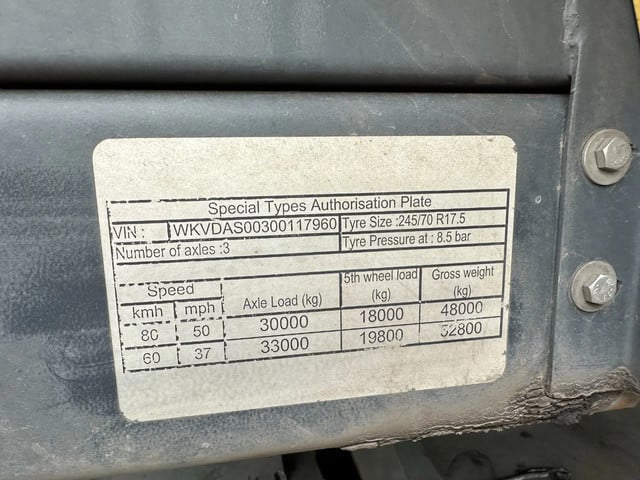 Special Types Authorisation Plate
VIN : WKVDAS00300117960 Tyre Size :245/70 R17.5
Number of axles :3 Tyre Pressure at : 8.5 bar
Speed Axle Load (kg) 5th wheel load (kg) Gross weight (kg)
kmh mph
80 50 30000 18000 48000
60 37 33000 19800 52800